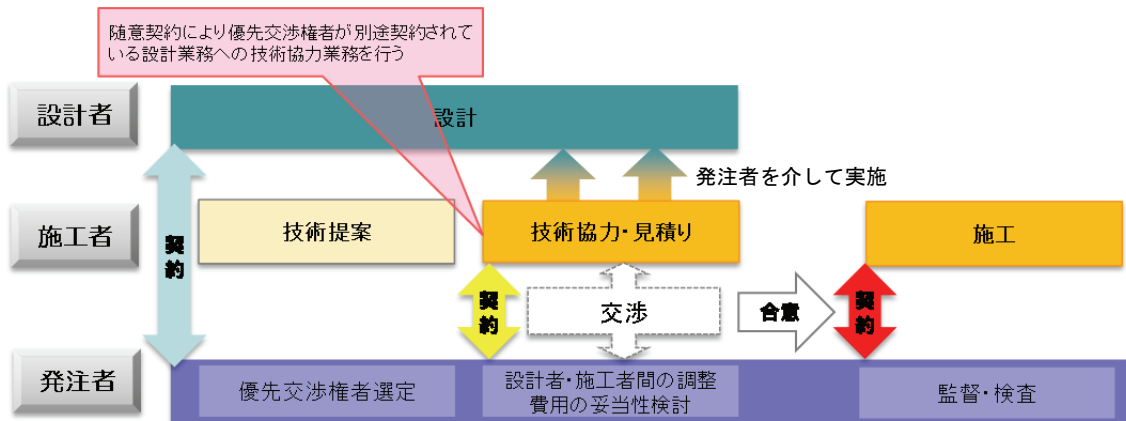 随意契約により優先交渉権者が別途契約されて
いる設計業務への技術協力業務を行う
設計者
設計
発注者を介して実施
施工者
技術提案
技術協力・見積り
施工
契約
契約
交渉
合意
契約
発注者
優先交渉権者選定
設計者・施工者間の調整
費用の妥当性検討
監督・検査